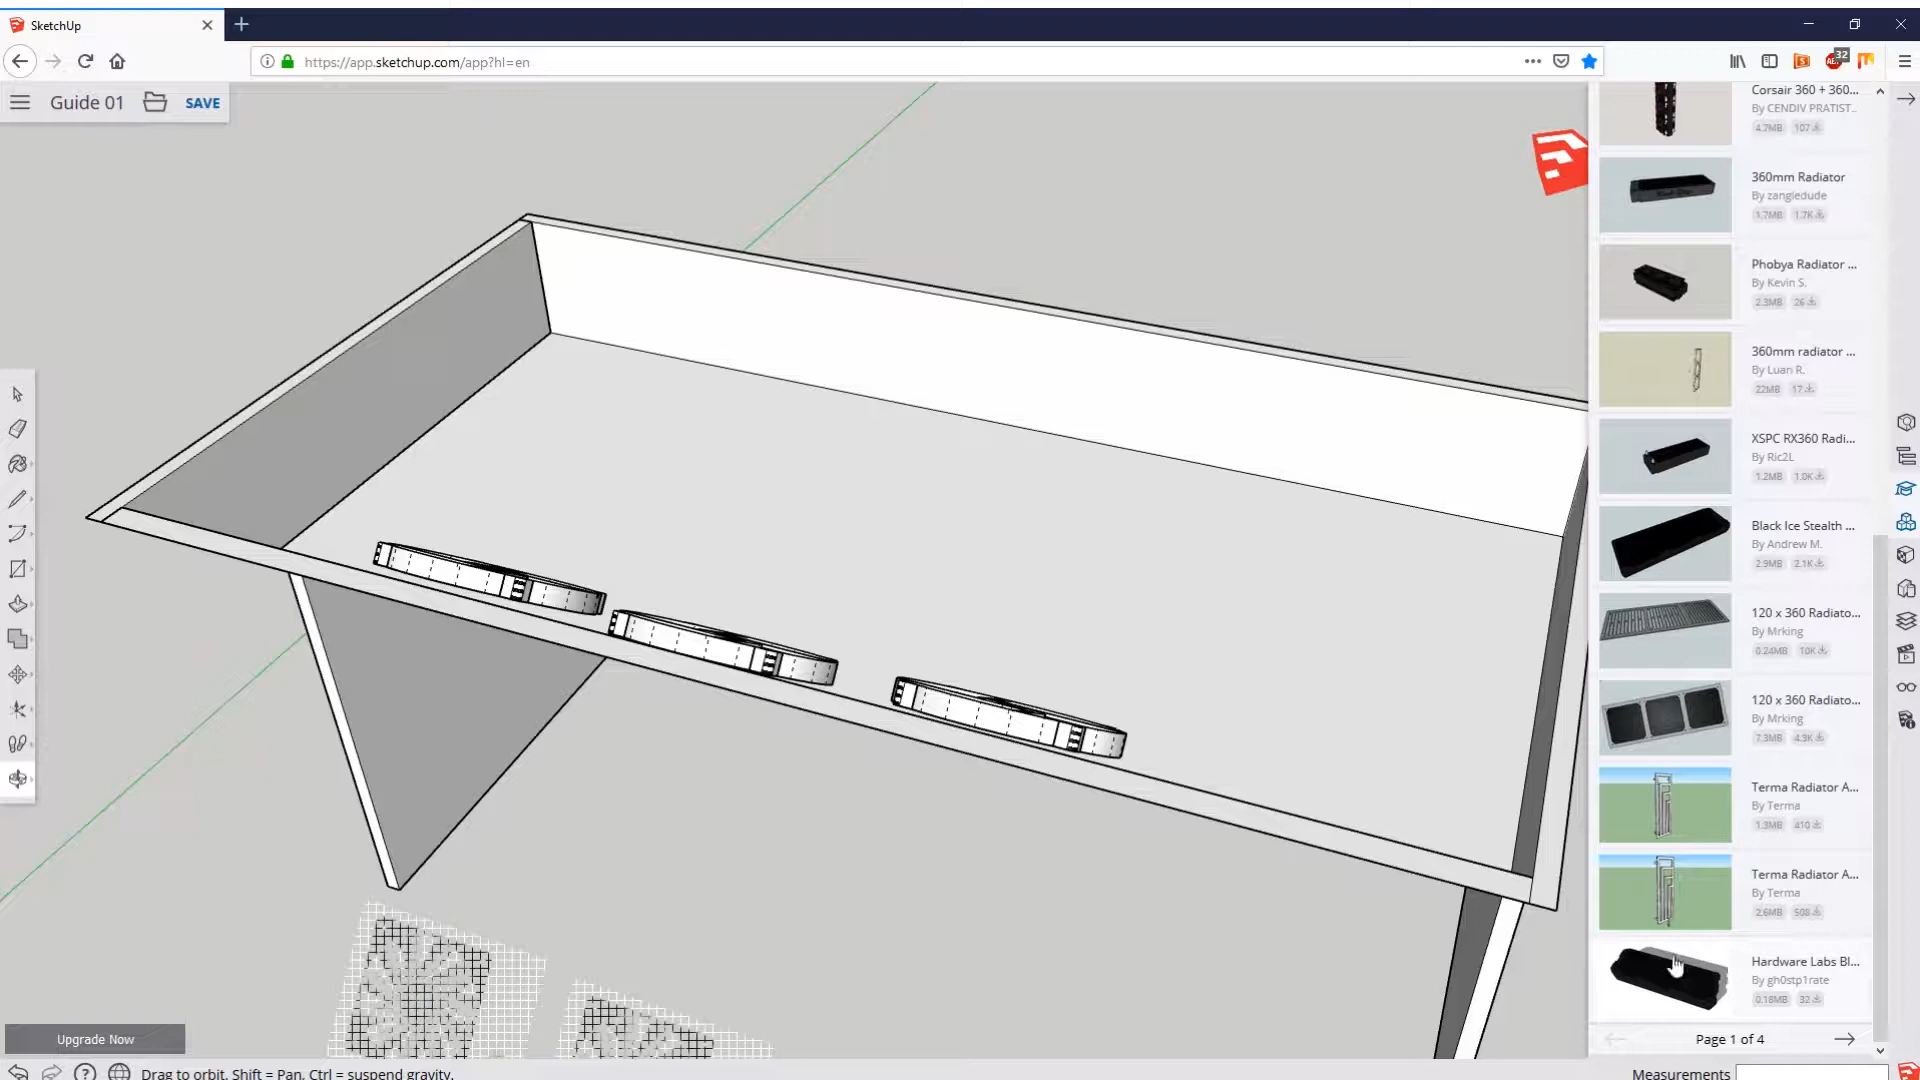 SketchUp
https://app.sketchup.com/app?hl=en
32
Guide 01
SAVE
Corsair 360 + 360...
By CENDIV PRATIST...
4.7MB 107
360mm Radiator
By zangledude
1.7MB 1.7K
Phobya Radiator ...
By Kevin S.
2.3MB 26
360mm radiator ...
By Luan R.
22MB 17
XSPC RX360 Radi...
By Ric2L
1.2MB 1.0K
Black Ice Stealth ...
By Andrew M.
2.9MB 2.1K
120 x 360 Radiato...
By Mrking
0.24MB 10K
120 x 360 Radiato...
By Mrking
7.3MB 4.9K
Terma Radiator A...
By Terma
1.3MB 410
Terma Radiator A...
By Terma
2.6MB 508
Hardware Labs Bl...
By gh0stp1rate
0.18MB 32
Page 1 of 4
Upgrade Now
Drag to orbit. Shift = Pan, Ctrl = suspend gravity.
Measurements